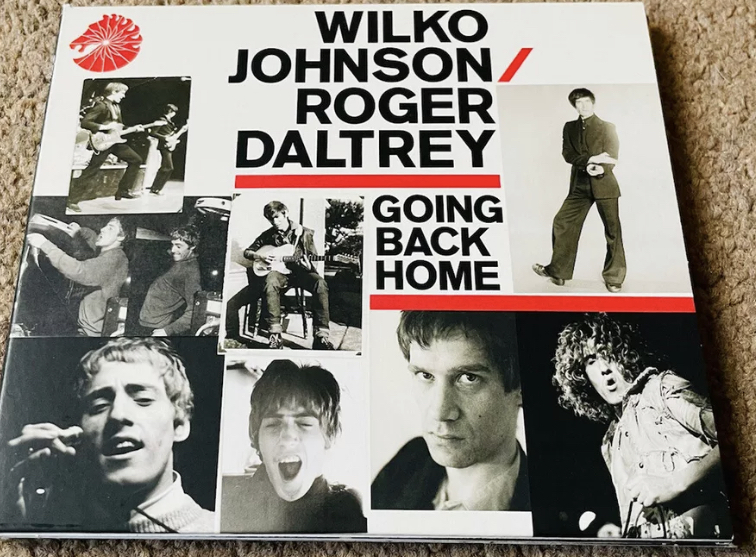 WILKO
JOHNSON/
ROGER
DALTREY
GOING
BACK
HOME